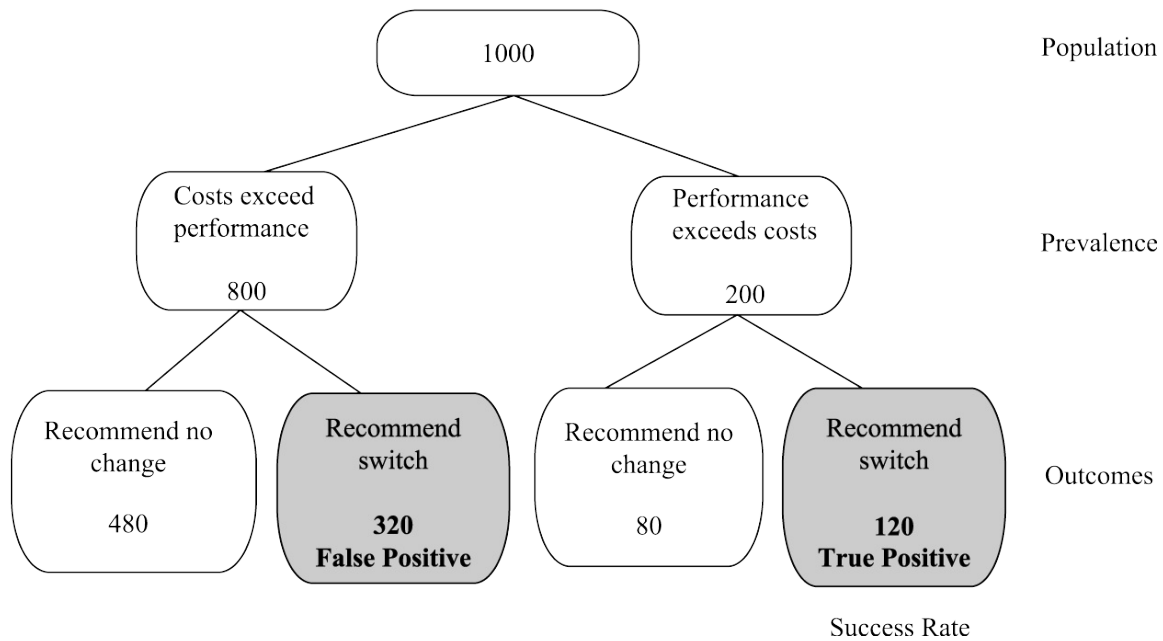 1000
Population
Costs exceed
performance
800
Performance
exceeds costs
200
Prevalence
Recommend no
change
480
Recommend
switch
320
False Positive
Recommend no
change
80
Recommend
switch
120
True Positive
Outcomes
Success Rate